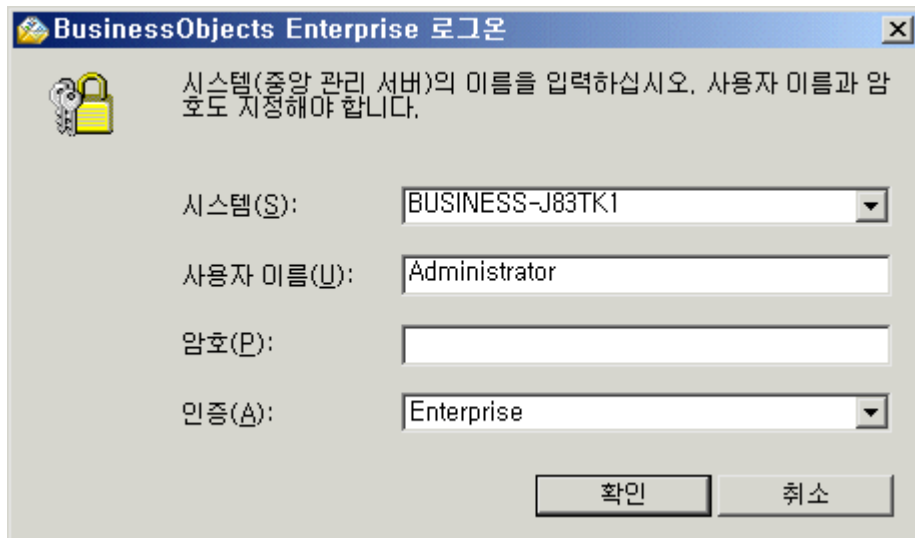 BusinessObjects Enterprise 로그온
시스템(중앙 관리 서버)의 이름을 입력하십시오. 사용자 이름과 암
호도 지정해야 합니다.
시스템(S): BUSINESS-J83TK1
사용자 이름(U): Administrator
암호(P):
인증(A): Enterprise
확인 취소